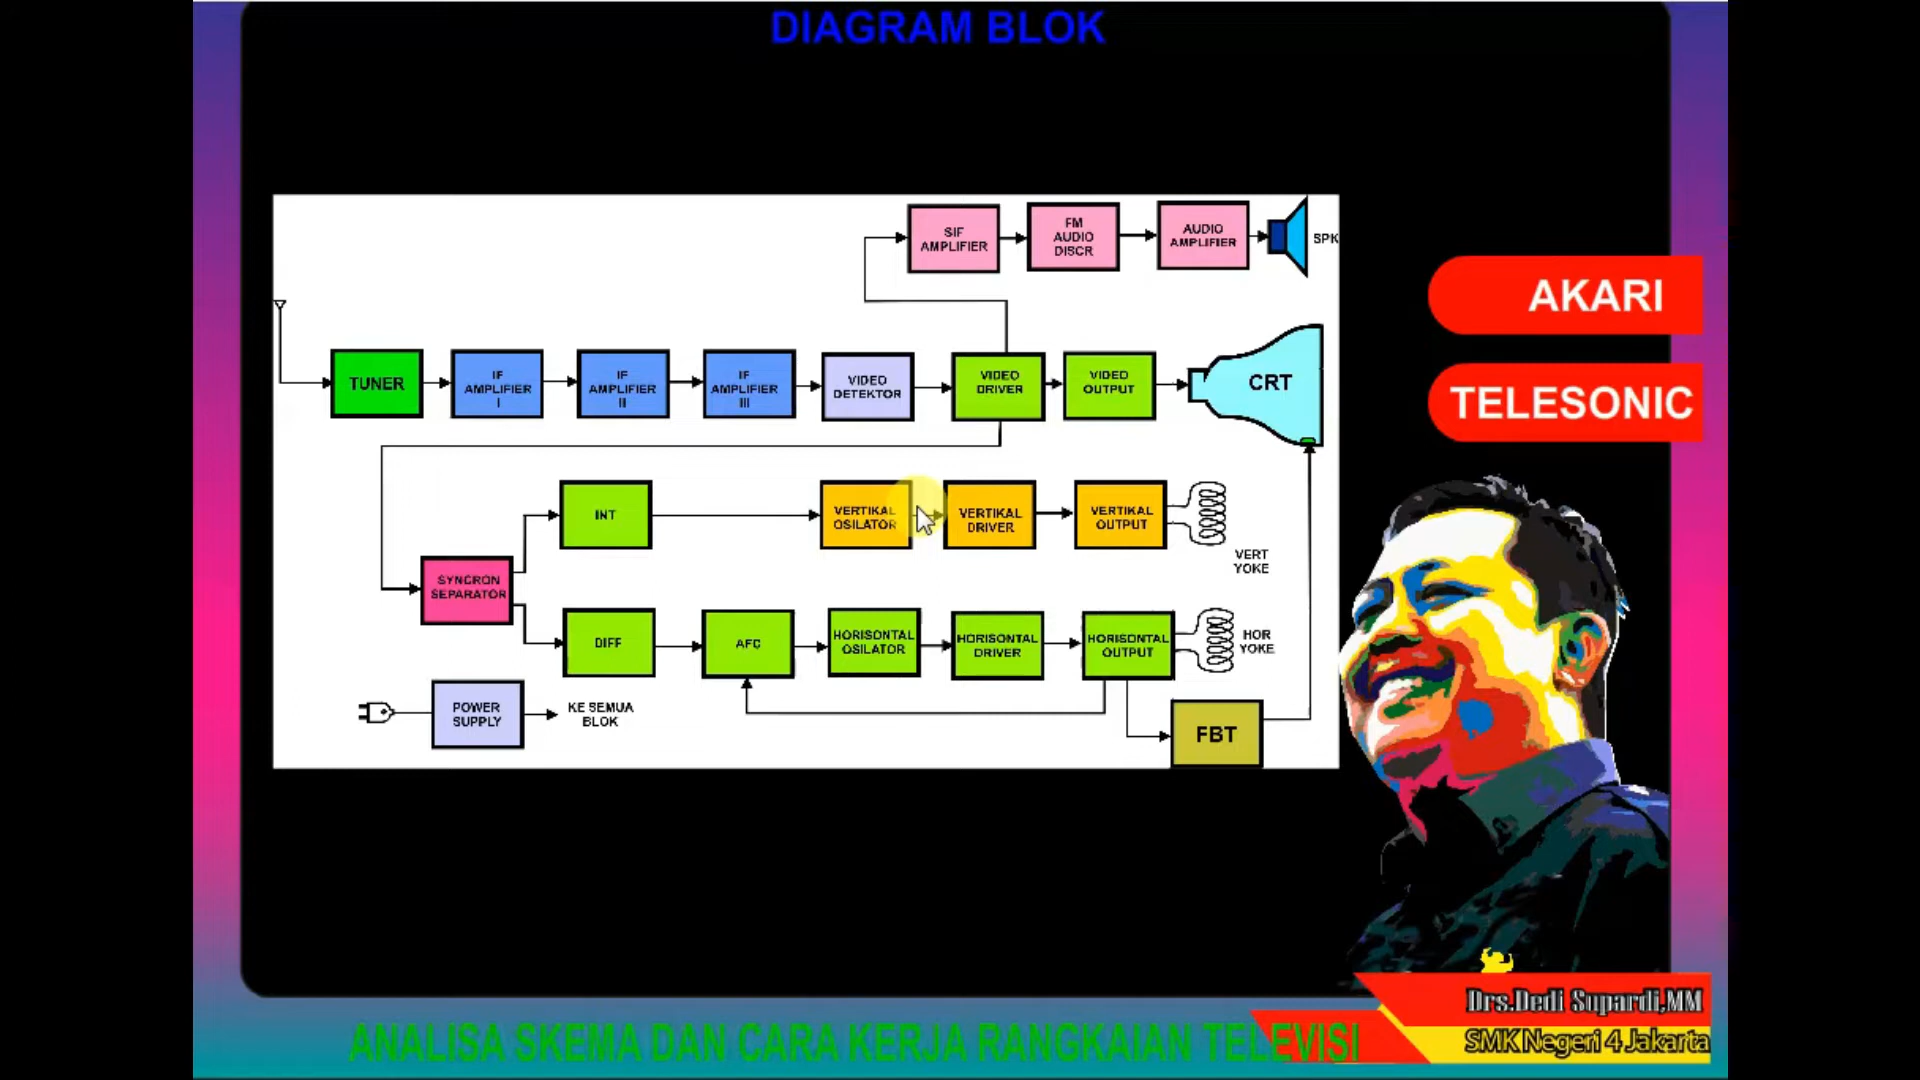 DIAGRAM BLOK
SIF
AMPLIFIER
FM
AUDIO
DISCR
AUDIO
AMPLIFIER
SPK
AKARI
TELESONIC
TUNER
IF
AMPLIFIER
I
IF
AMPLIFIER
II
IF
AMPLIFIER
III
VIDEO
DETEKTOR
VIDEO
DRIVER
VIDEO
OUTPUT
CRT
INT
VERTIKAL
OSILATOR
VERTIKAL
DRIVER
VERTIKAL
OUTPUT
VERT
YOKE
SYNCRON
SEPARATOR
DIFF
AFC
HORISONTAL
OSILATOR
HORISONTAL
DRIVER
HORISONTAL
OUTPUT
HOR
YOKE
POWER
SUPPLY
KE SEMUA
BLOK
FBT
Drs.Dedi Supardi,MM
SMK Negeri 4 Jakarta
ANALISA SKEMA DAN CARA KERJA RANGKAIAN TELEVISI